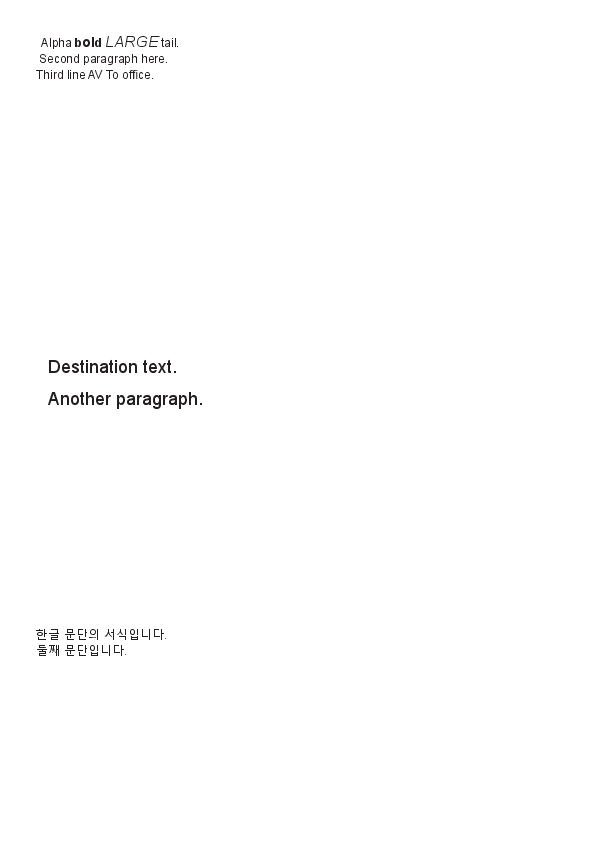 Alpha bold LARGE tail.
Second paragraph here.
Third line AV To office.
Destination text.
Another paragraph.
한글 문단의 서식입니다.
둘째 문단입니다.